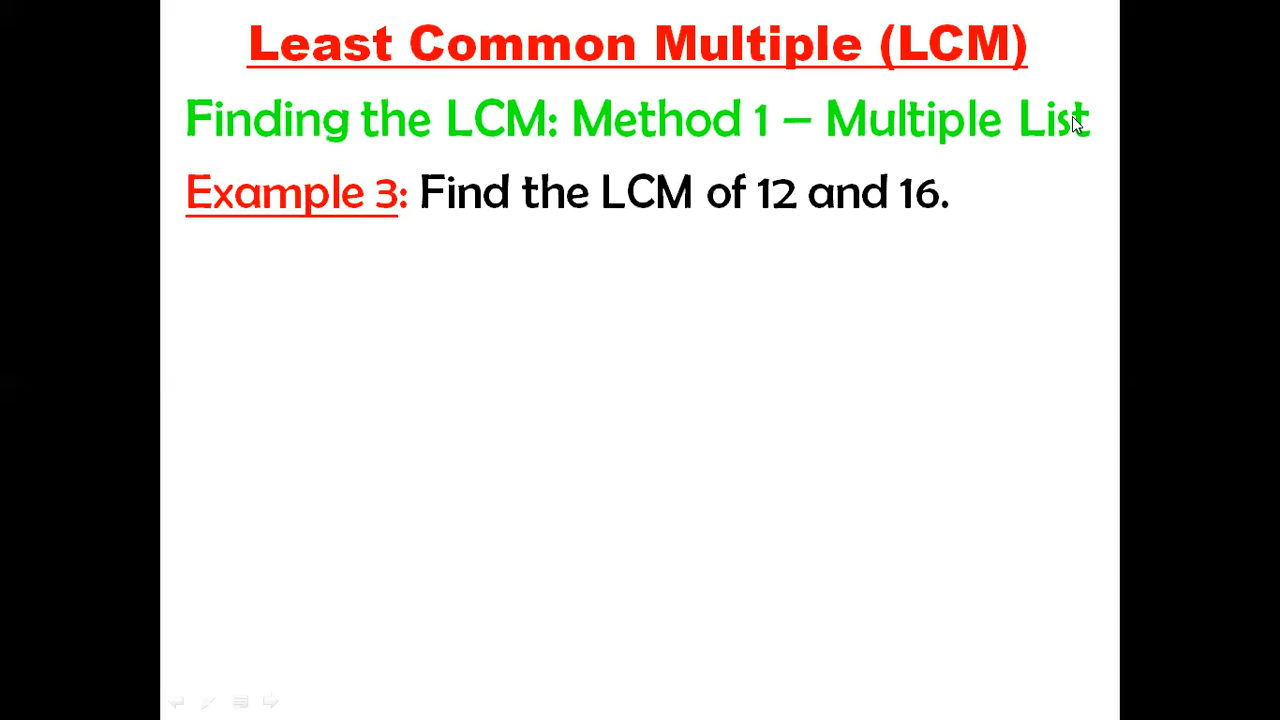 Least Common Multiple (LCM)
Finding the LCM: Method 1 – Multiple List
Example 3: Find the LCM of 12 and 16.